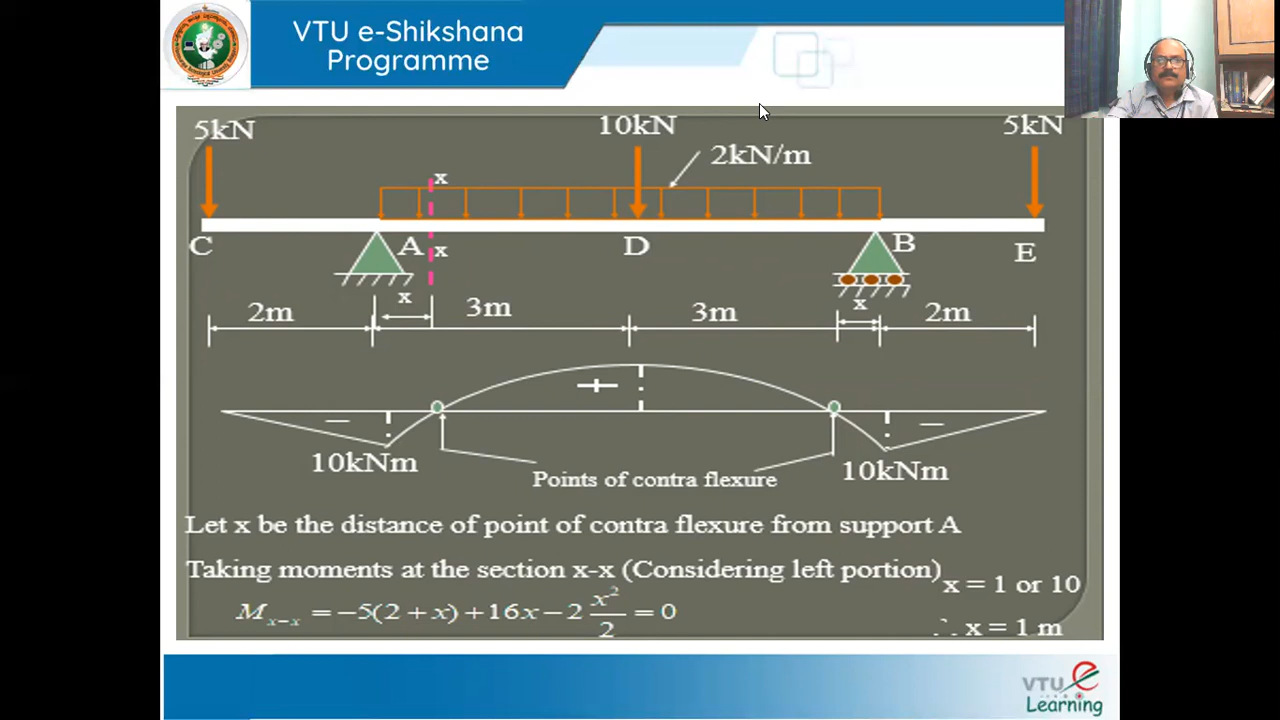 VTU e-Shikshana
Programme
5kN
10kN
5kN
2kN/m
x
C
A
x
D
B
E
x
x
2m
3m
3m
2m
+
−
−
10kNm
10kNm
Points of contra flexure
Let x be the distance of point of contra flexure from support A
Taking moments at the section x-x (Considering left portion)
x = 1 or 10
M_{x-x} = −5(2 + x) + 16x − 2 x²/2 = 0
∴ x = 1 m
VTU e
Learning